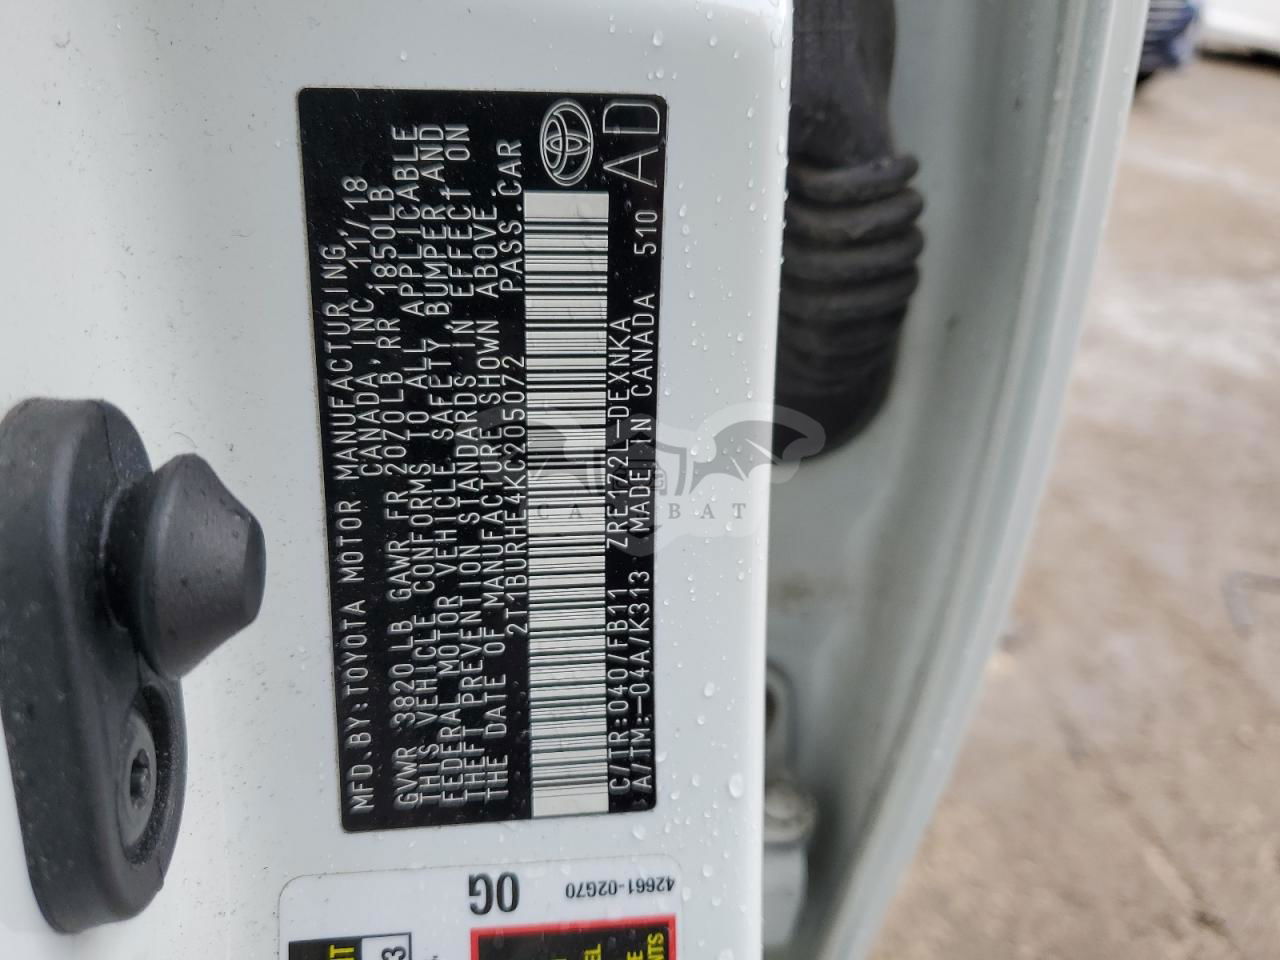 MFD.BY:TOYOTA MOTOR MANUFACTURING
CANADA, INC 11/18
GVWR 3820LB GAWR FR 2020LB RR 1850LB
THIS VEHICLE CONFORMS TO ALL APPLICABLE
FEDERAL MOTOR VEHICLE SAFETY, BUMPER, AND
THEFT PREVENTION STANDARDS IN EFFECT ON
THE DATE OF MANUFACTURE SHOWN ABOVE.
2T1BURHE4KC205072 PASS.CAR
C/TR:040/FB11 ZRE172L-DEXNKA 510
A/TM:-04A/K313 MADE IN CANADA
AD
CARBAT
0G
42661-02G70